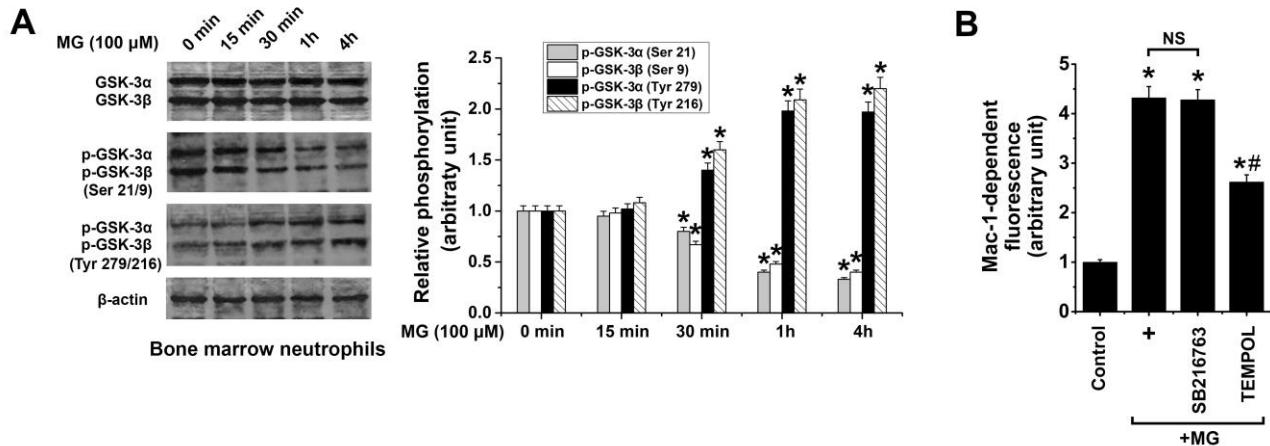 A
MG (100 µM)
0 min
15 min
30 min
1h
4h
GSK-3α
GSK-3β
p-GSK-3α
p-GSK-3β
(Ser 21/9)
p-GSK-3α
p-GSK-3β
(Tyr 279/216)
β-actin
Bone marrow neutrophils
Relative phosphorylation
(arbitraty unit)
2.5
2.0
1.5
1.0
0.5
0.0
p-GSK-3α (Ser 21)
p-GSK-3β (Ser 9)
p-GSK-3α (Tyr 279)
p-GSK-3β (Tyr 216)
* *
* *
* *
* *
* *
* *
MG (100 µM)
0 min
15 min
30 min
1h
4h
B
Mac-1-dependent
fluorescence
(arbitrary unit)
5
4
3
2
1
0
NS
*
*
*#
Control
+
SB216763
TEMPOL
+MG